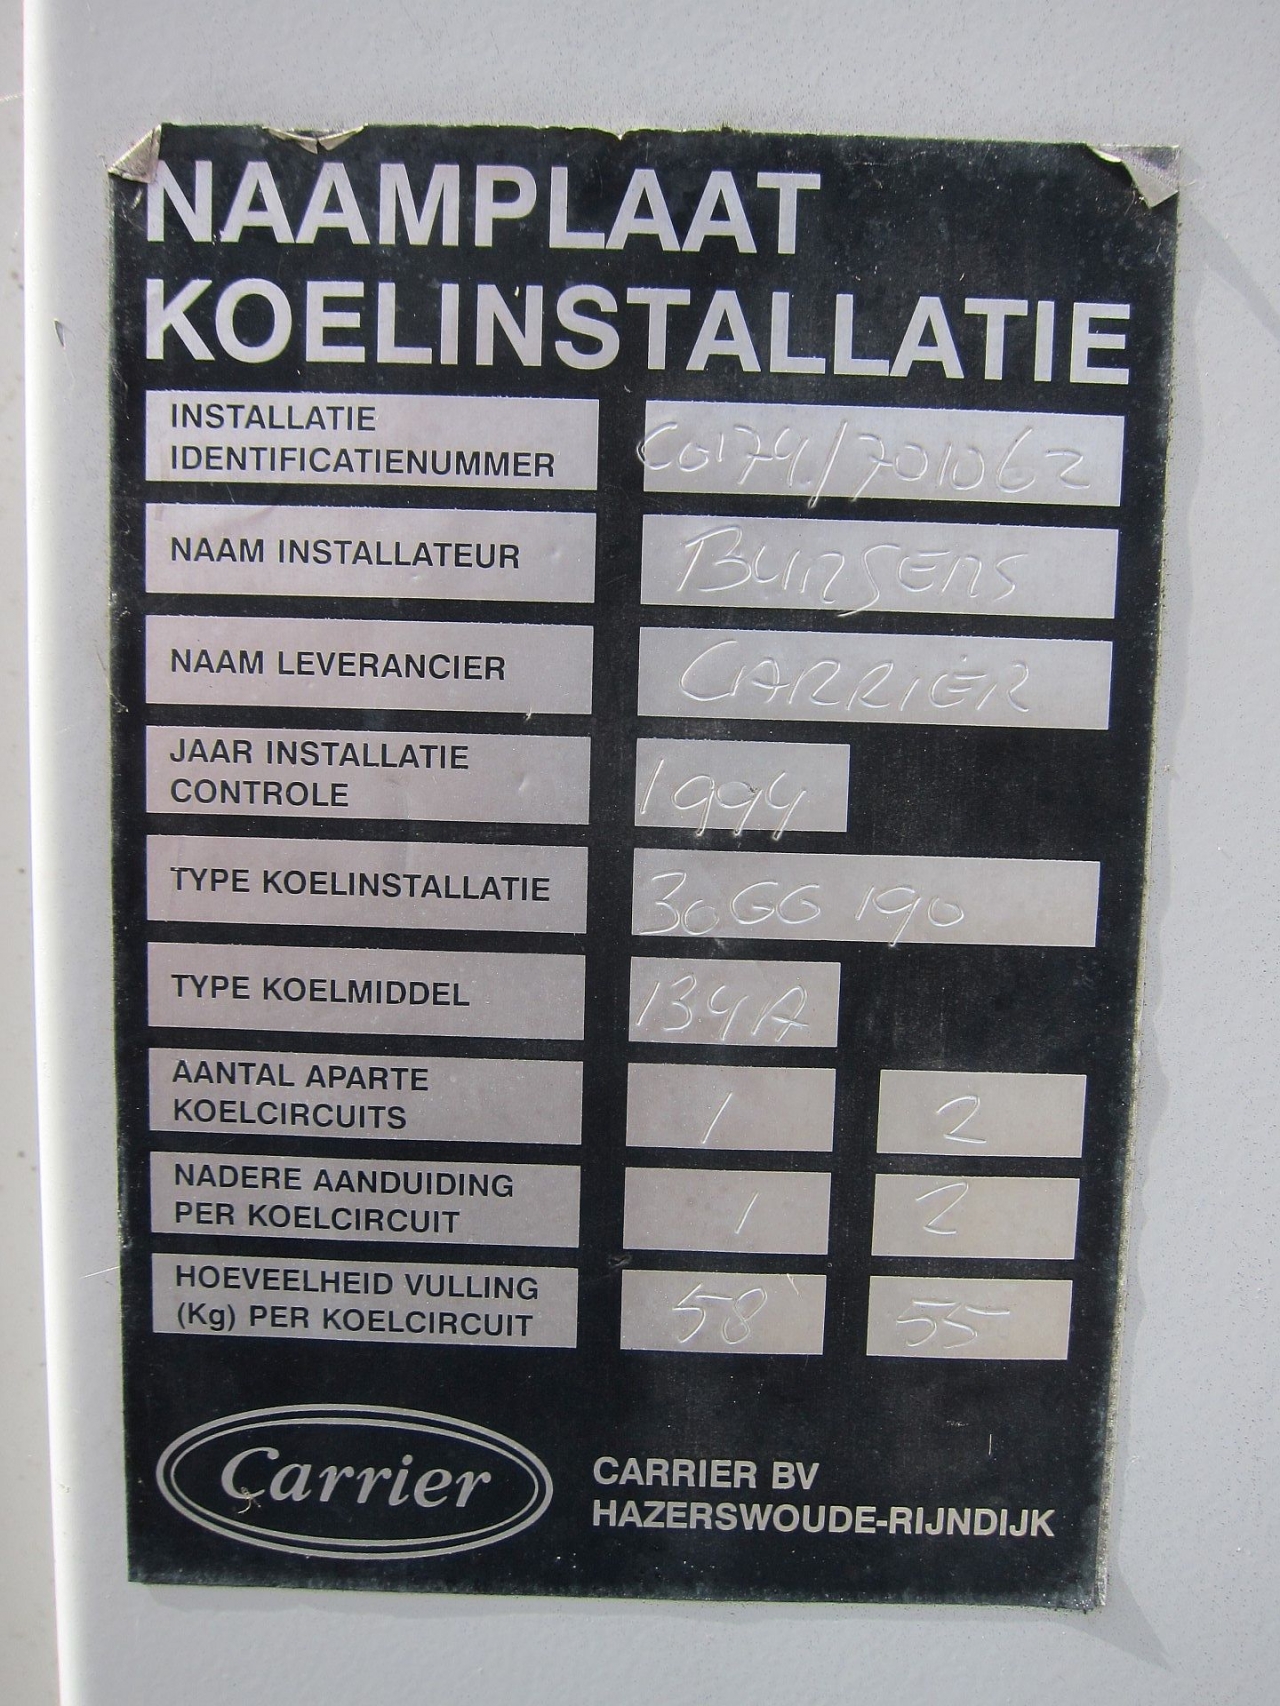 NAAMPLAAT
KOELINSTALLATIE
INSTALLATIE
IDENTIFICATIENUMMER
C0174/701062
NAAM INSTALLATEUR
BURSENS
NAAM LEVERANCIER
CARRIER
JAAR INSTALLATIE
CONTROLE
1994
TYPE KOELINSTALLATIE
30GG 190
TYPE KOELMIDDEL
134A
AANTAL APARTE
KOELCIRCUITS
1 2
NADERE AANDUIDING
PER KOELCIRCUIT
1 2
HOEVEELHEID VULLING
(Kg) PER KOELCIRCUIT
58 55
Carrier
CARRIER BV
HAZERSWOUDE-RIJNDIJK